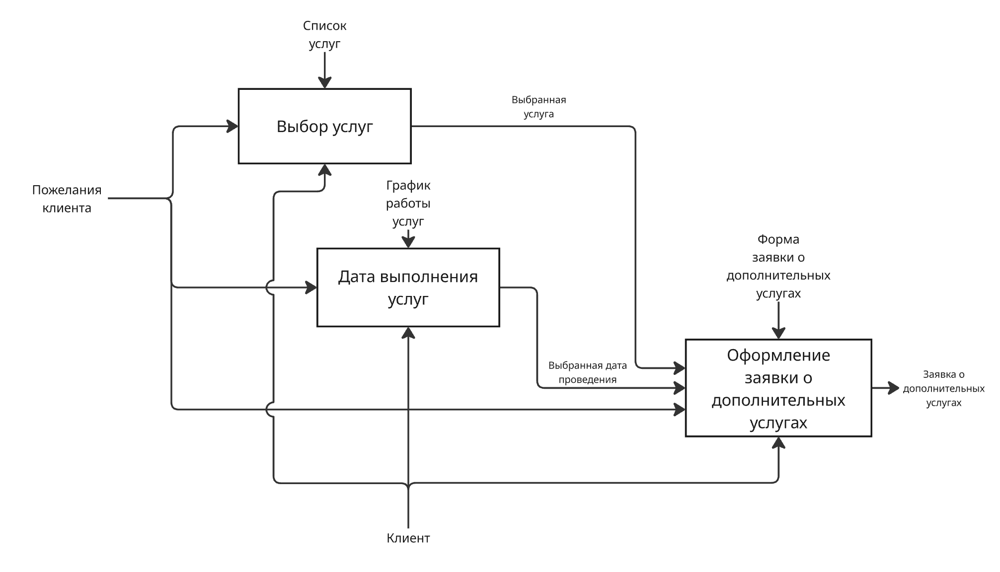 Список
услуг
Выбор услуг
Выбранная
услуга
Пожелания
клиента
График
работы
услуг
Дата выполнения
услуг
Форма
заявки о
дополнительных
услугах
Выбранная дата
проведения
Оформление
заявки о
дополнительных
услугах
Заявка о
дополнительных
услугах
Клиент